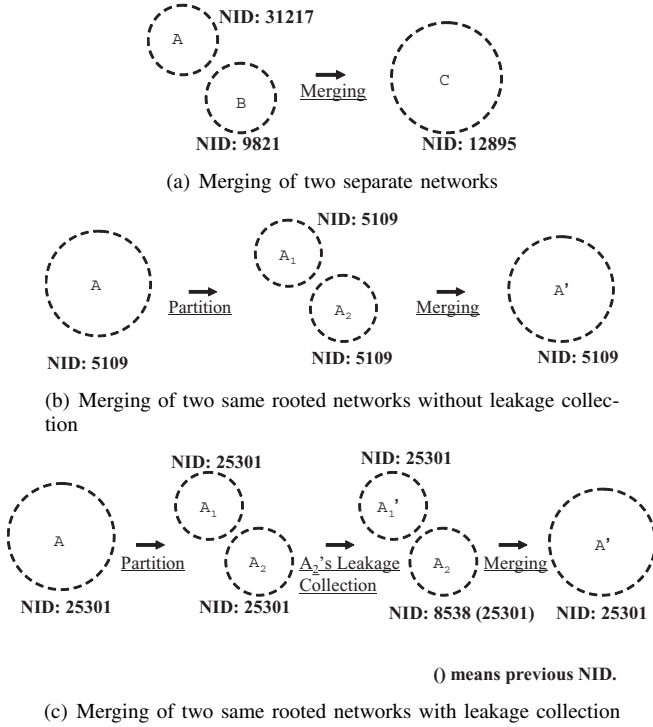 NID: 31217
A
B
C
Merging
NID: 9821
NID: 12895
(a) Merging of two separate networks
NID: 5109
A
A1
A2
A'
Partition
Merging
NID: 5109
NID: 5109
NID: 5109
(b) Merging of two same rooted networks without leakage collec-
tion
NID: 25301
NID: 25301
A
A1
A2
A1'
A2
A'
Partition
A2's Leakage
Collection
Merging
NID: 25301
NID: 25301
NID: 8538 (25301)
NID: 25301
() means previous NID.
(c) Merging of two same rooted networks with leakage collection